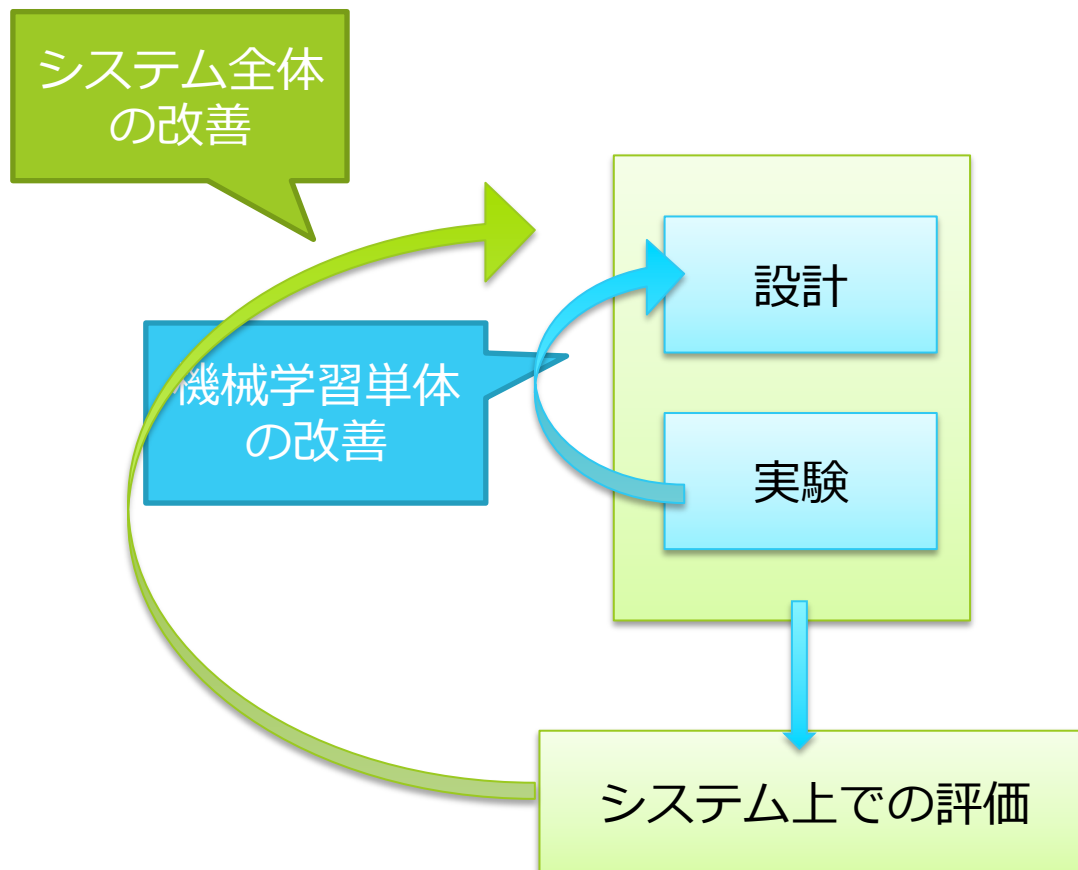 システム全体
の改善
設計
機械学習単体
の改善
実験
システム上での評価